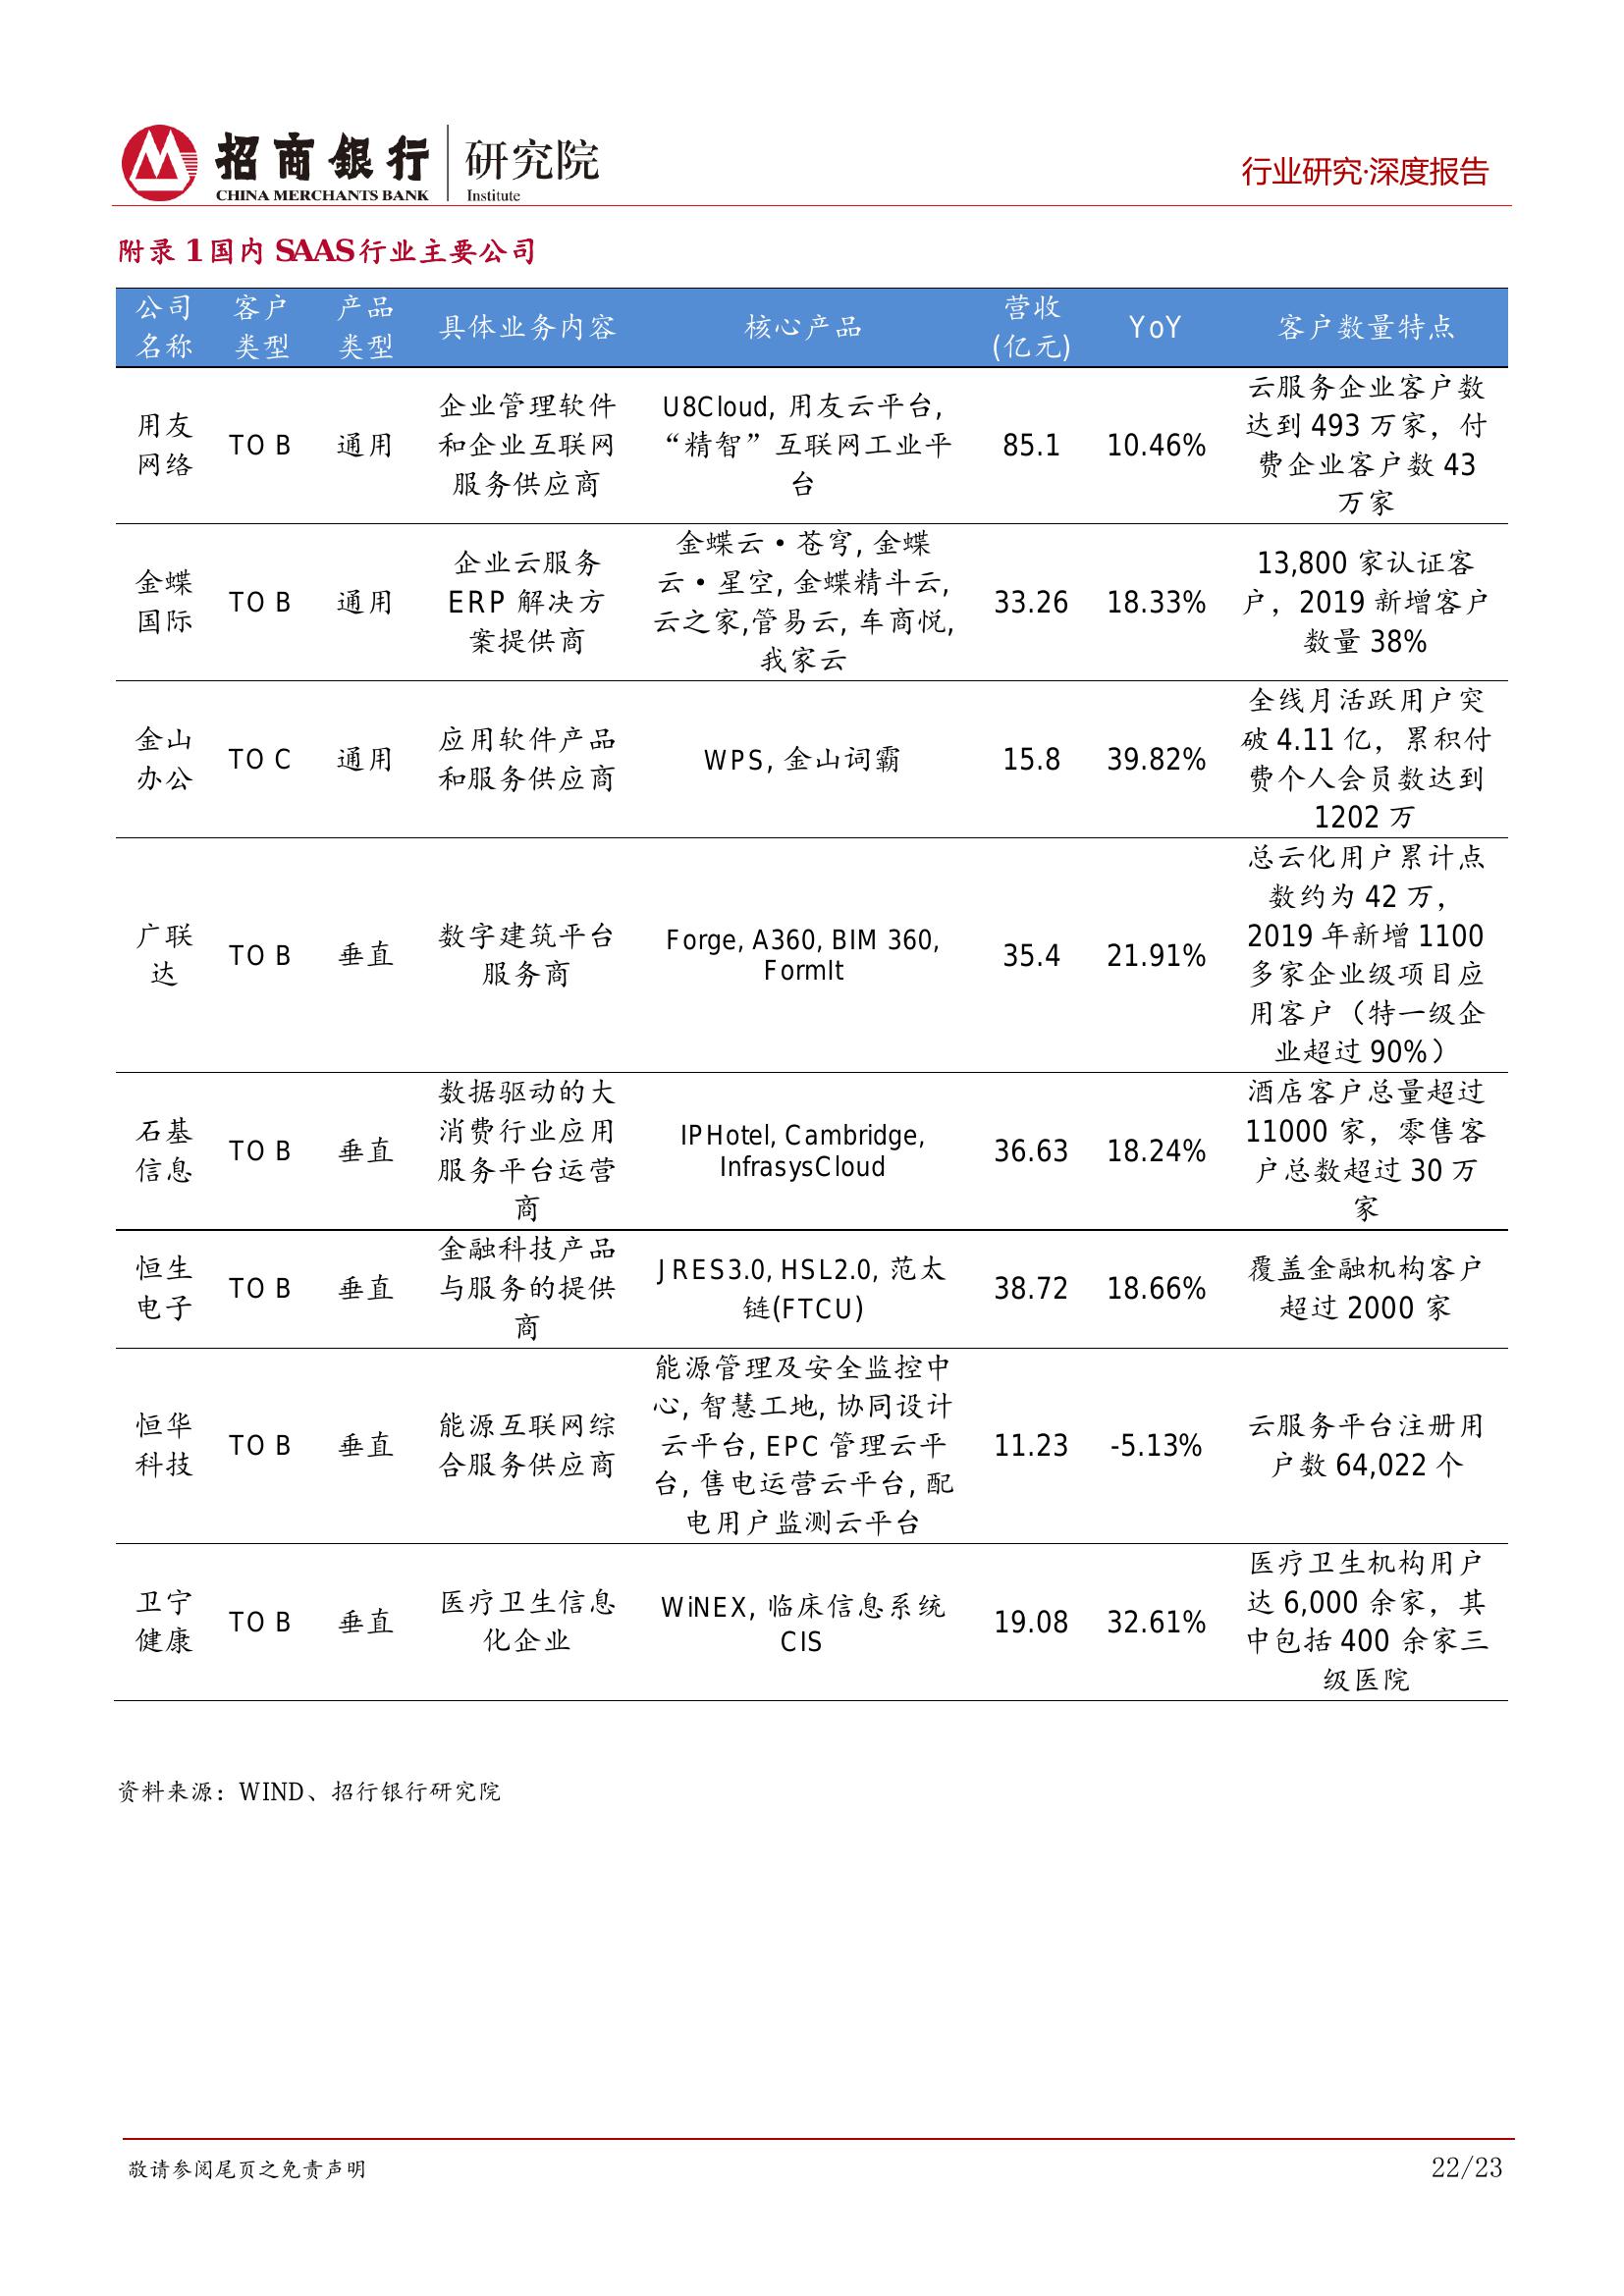 招商银行
CHINA MERCHANTS BANK
研究院
Institute
行业研究·深度报告
附录 1 国内 SAAS 行业主要公司
公司
名称
客户
类型
产品
类型
具体业务内容
核心产品
营收
(亿元)
YoY
客户数量特点
用友
网络
TO B
通用
企业管理软件
和企业互联网
服务供应商
U8Cloud, 用友云平台,
“精智”互联网工业平
台
85.1
10.46%
云服务企业客户数
达到 493 万家，付
费企业客户数 43
万家
金蝶
国际
TO B
通用
企业云服务
ERP 解决方
案提供商
金蝶云·苍穹, 金蝶
云·星空, 金蝶精斗云,
云之家,管易云, 车商悦,
我家云
33.26
18.33%
13,800 家认证客
户，2019 新增客户
数量 38%
金山
办公
TO C
通用
应用软件产品
和服务供应商
WPS, 金山词霸
15.8
39.82%
全线月活跃用户突
破 4.11 亿，累积付
费个人会员数达到
1202 万
广联
达
TO B
垂直
数字建筑平台
服务商
Forge, A360, BIM 360,
FormIt
35.4
21.91%
总云化用户累计点
数约为 42 万，
2019 年新增 1100
多家企业级项目应
用客户（特一级企
业超过 90%）
石基
信息
TO B
垂直
数据驱动的大
消费行业应用
服务平台运营
商
IPHotel, Cambridge,
InfrasysCloud
36.63
18.24%
酒店客户总量超过
11000 家，零售客
户总数超过 30 万
家
恒生
电子
TO B
垂直
金融科技产品
与服务的提供
商
JRES3.0, HSL2.0, 范太
链(FTCU)
38.72
18.66%
覆盖金融机构客户
超过 2000 家
恒华
科技
TO B
垂直
能源互联网综
合服务供应商
能源管理及安全监控中
心, 智慧工地, 协同设计
云平台, EPC 管理云平
台, 售电运营云平台, 配
电用户监测云平台
11.23
-5.13%
云服务平台注册用
户数 64,022 个
卫宁
健康
TO B
垂直
医疗卫生信息
化企业
WiNEX, 临床信息系统
CIS
19.08
32.61%
医疗卫生机构用户
达 6,000 余家，其
中包括 400 余家三
级医院
资料来源：WIND、招行银行研究院
敬请参阅尾页之免责声明
22/23